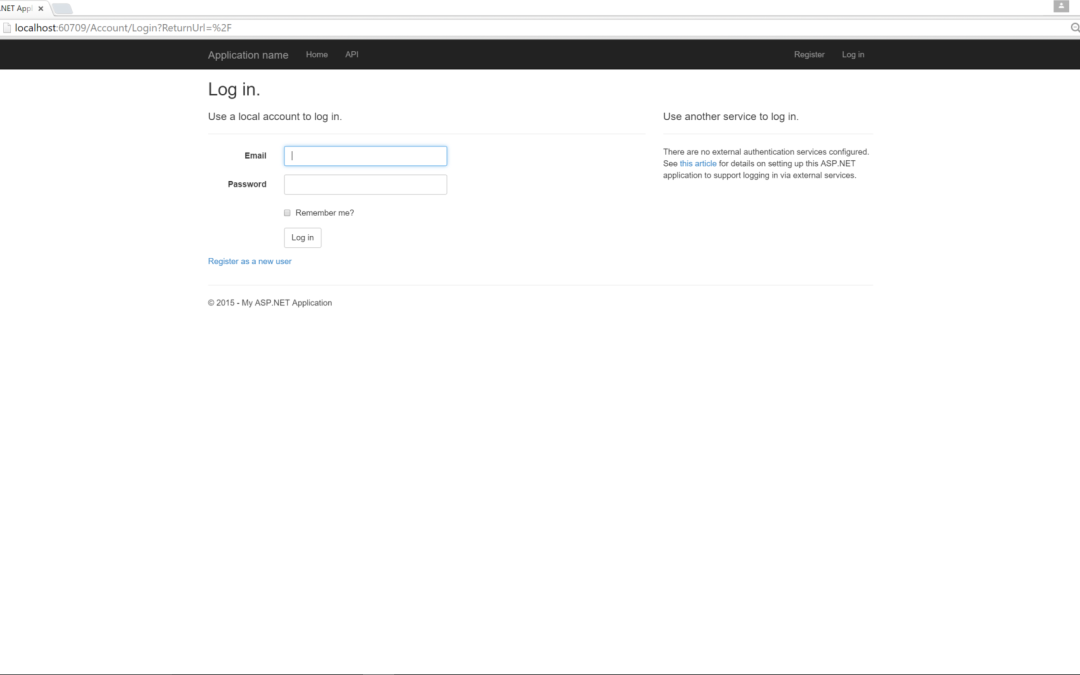 .NET Appl
localhost:60709/Account/Login?ReturnUrl=%2F
Application name Home API Register Log in
Log in.
Use a local account to log in.
Email
Password
Remember me?
Log in
Register as a new user
Use another service to log in.
There are no external authentication services configured.
See this article for details on setting up this ASP.NET
application to support logging in via external services.
© 2015 - My ASP.NET Application